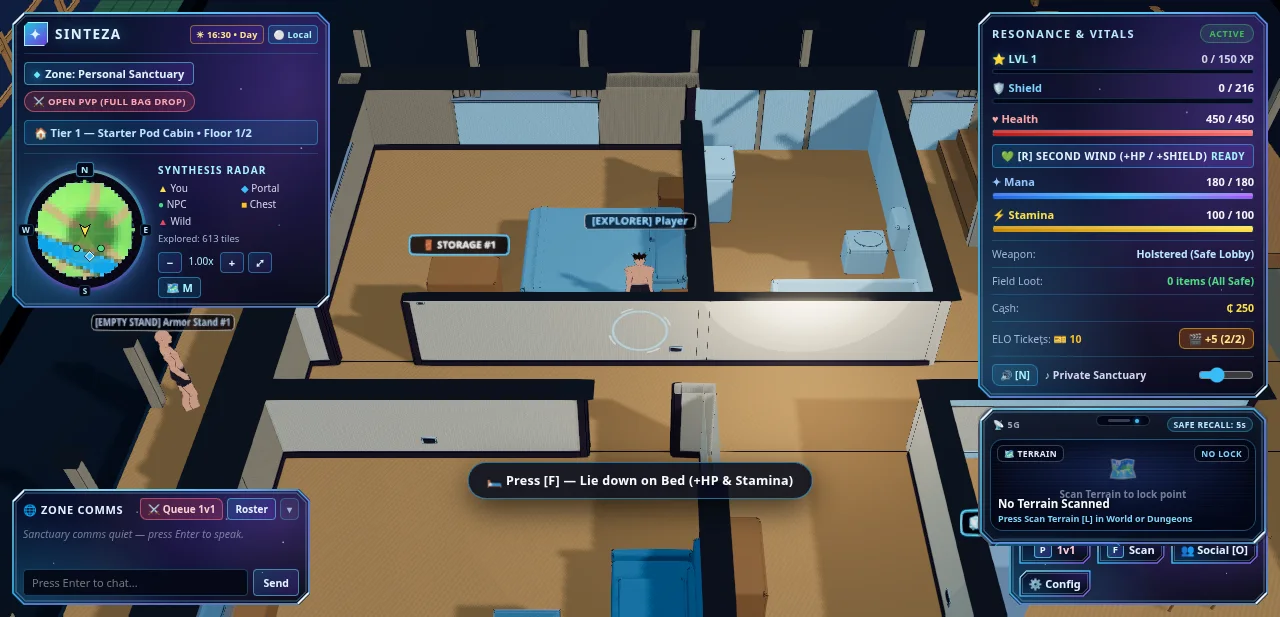 SINTEZA
☀ 16:30 • Day
Local
Zone: Personal Sanctuary
OPEN PVP (FULL BAG DROP)
Tier 1 — Starter Pod Cabin • Floor 1/2
N
W
E
S
SYNTHESIS RADAR
You
Portal
NPC
Chest
Wild
Explored: 613 tiles
− 1.00x +
M
[EMPTY STAND] Armor Stand #1
STORAGE #1
[EXPLORER] Player
Press [F] — Lie down on Bed (+HP & Stamina)
ZONE COMMS
Queue 1v1
Roster
Sanctuary comms quiet — press Enter to speak.
Press Enter to chat...
Send
RESONANCE & VITALS
ACTIVE
LVL 1
0 / 150 XP
Shield
0 / 216
Health
450 / 450
[R] SECOND WIND (+HP / +SHIELD) READY
Mana
180 / 180
Stamina
100 / 100
Weapon:
Holstered (Safe Lobby)
Field Loot:
0 items (All Safe)
Cash:
₵ 250
ELO Tickets: 10
+5 (2/2)
[N]
♪ Private Sanctuary
5G
SAFE RECALL: 5s
TERRAIN
NO LOCK
Scan Terrain to lock point
No Terrain Scanned
Press Scan Terrain [L] in World or Dungeons
P 1v1
F Scan
Social [O]
Config